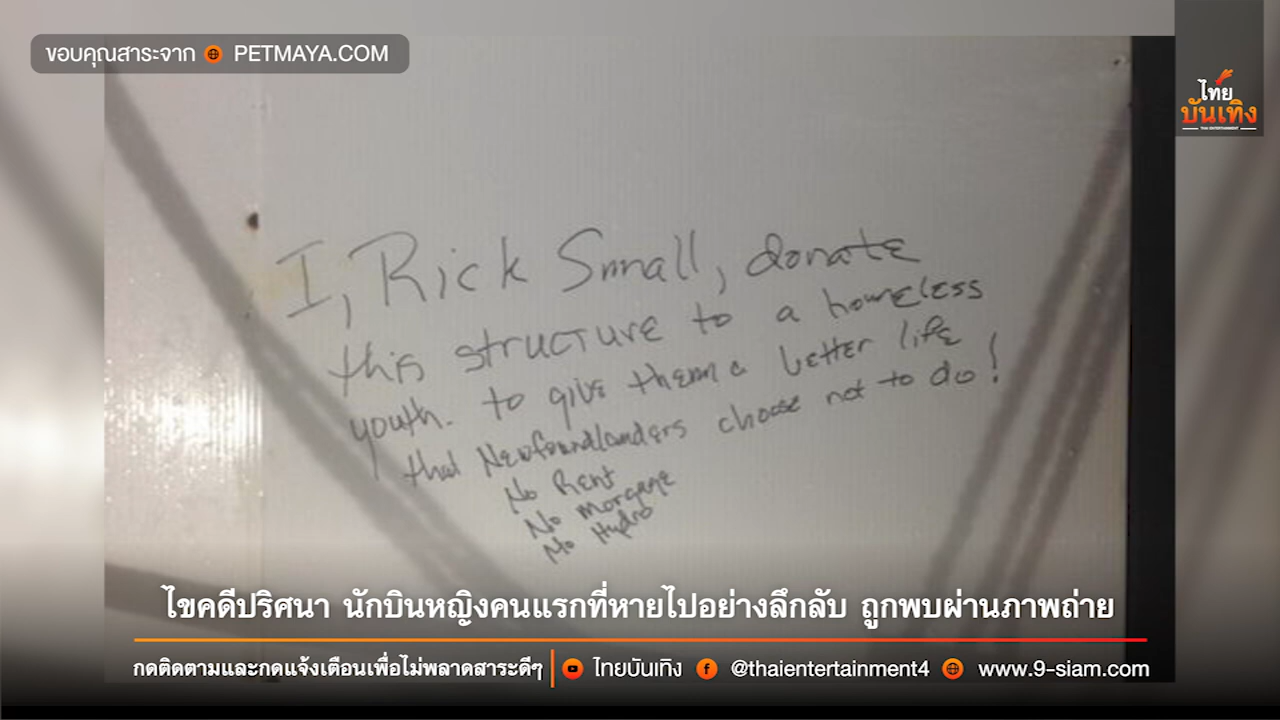 ขอบคุณสาระจาก PETMAYA.COM
ไทย
บันเทิง
THAI ENTERTAINMENT
I, Rick Small, donate
this structure to a homeless
youth. to give them a better life
that Newfoundlanders choose not to do!
No Rent
No Morgage
No Hydro
ไขคดีปริศนา นักบินหญิงคนแรกที่หายไปอย่างลึกลับ ถูกพบผ่านภาพถ่าย
กดติดตามและกดแจ้งเตือนเพื่อไม่พลาดสาระดีๆ ไทยบันเทิง @thaientertainment4 www.9-siam.com